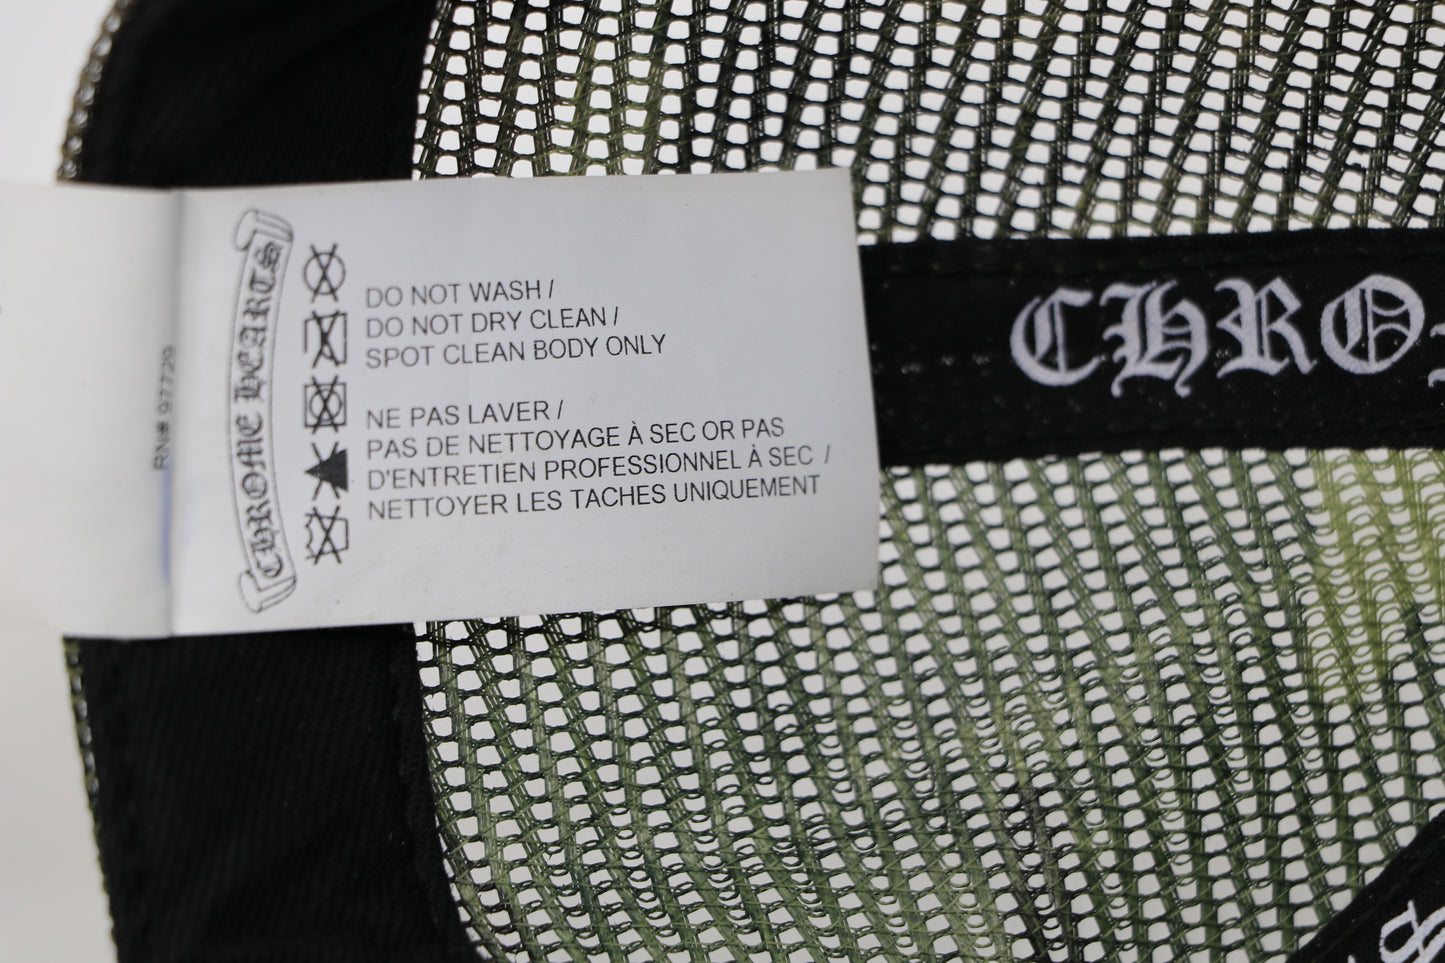 RN# 97729
CHROME HEARTS
DO NOT WASH /
DO NOT DRY CLEAN /
SPOT CLEAN BODY ONLY
NE PAS LAVER /
PAS DE NETTOYAGE À SEC OR PAS
D'ENTRETIEN PROFESSIONNEL À SEC /
NETTOYER LES TACHES UNIQUEMENT
CHRO